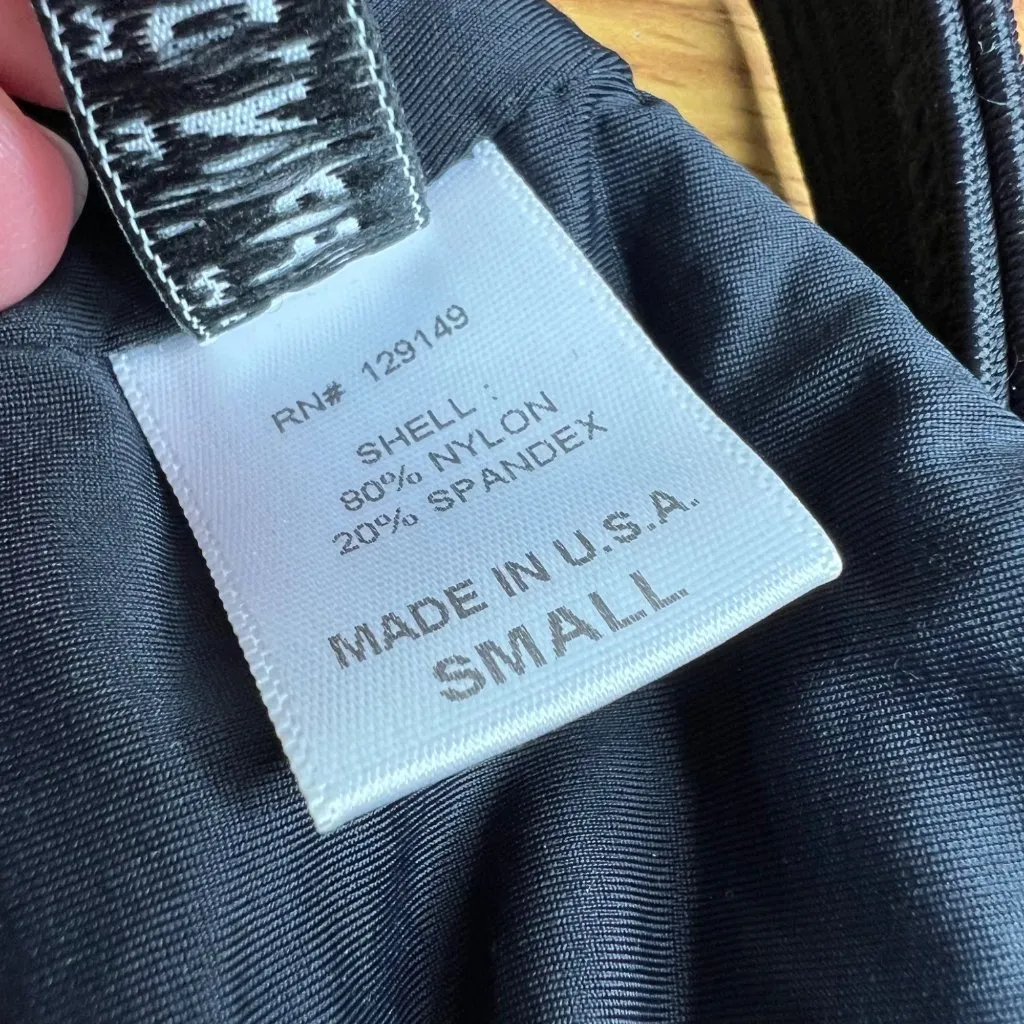 RN# 129149
SHELL :
80% NYLON
20% SPANDEX
MADE IN U.S.A.
SMALL